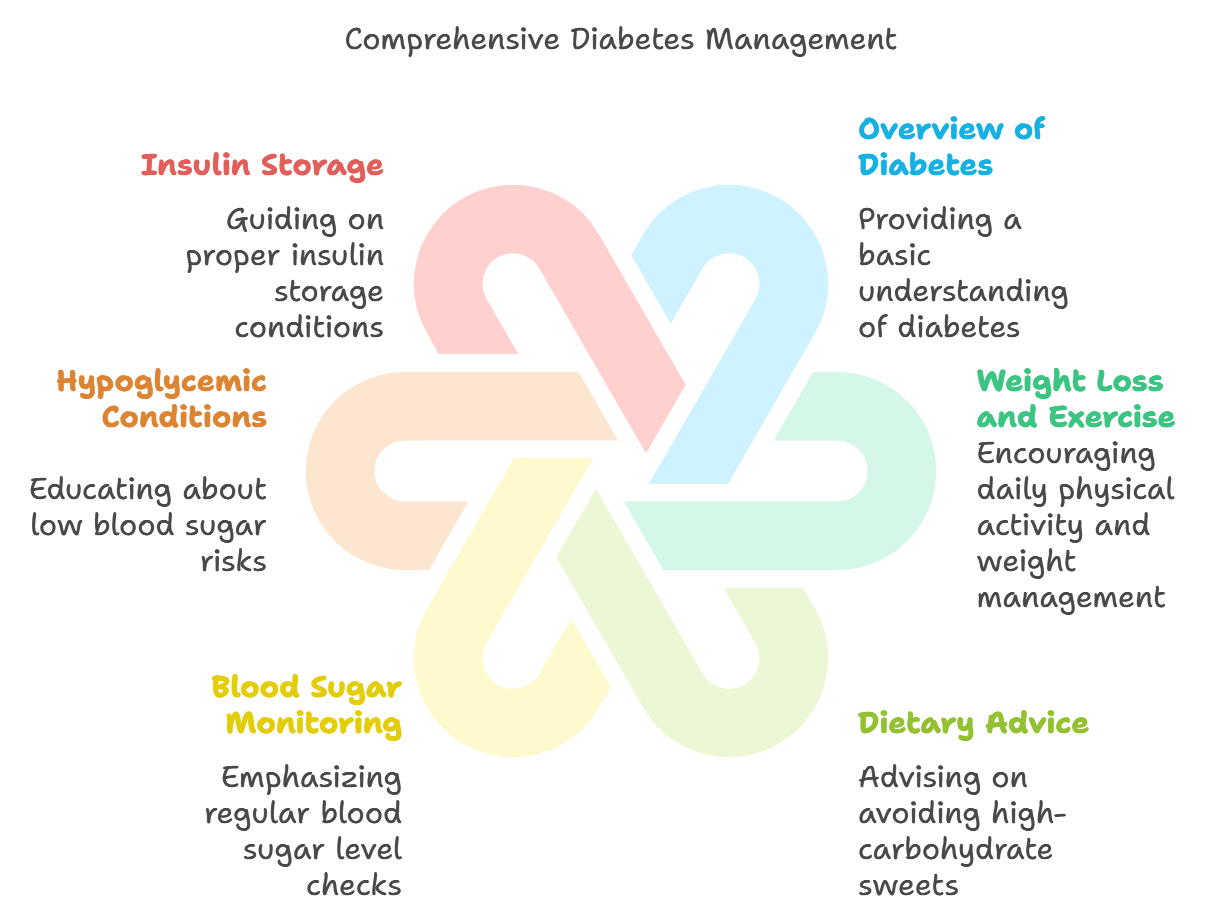 Comprehensive Diabetes Management
Insulin Storage
Guiding on
proper insulin
storage
conditions
Overview of
Diabetes
Providing a
basic
understanding
of diabetes
Hypoglycemic
Conditions
Educating about
low blood sugar
risks
Weight Loss
and Exercise
Encouraging
daily physical
activity and
weight
management
Blood Sugar
Monitoring
Emphasizing
regular blood
sugar level
checks
Dietary Advice
Advising on
avoiding high-
carbohydrate
sweets